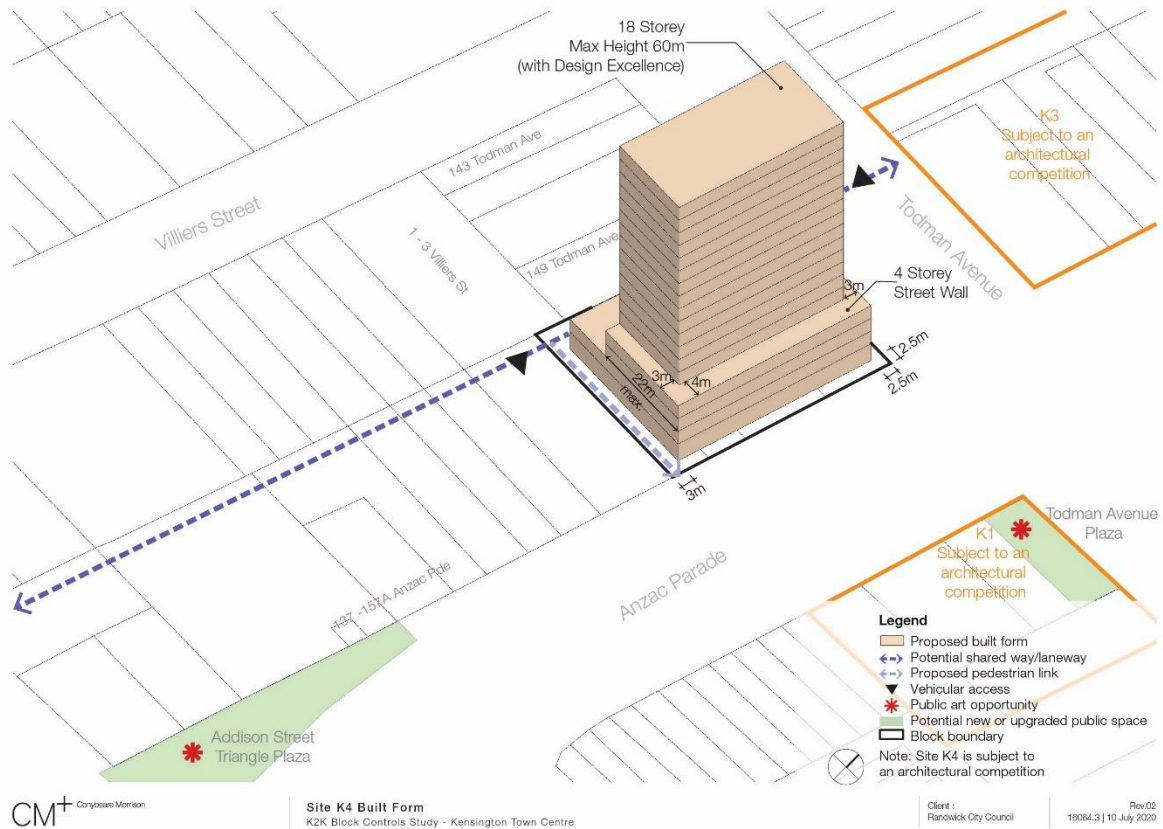 18 Storey
Max Height 60m
(with Design Excellence)
K3
Subject to an
architectural
competition
143 Todman Ave
Villiers Street
Todman Avenue
1 - 3 Villiers St
149 Todman Ave
4 Storey
Street Wall
3m
2.5m
2.5m
3m
4m
22m
max.
3m
Todman Avenue
Plaza
K1
Subject to an
architectural
competition
Anzac Parade
137 -157A Anzac Pde
Addison Street
Triangle Plaza
Legend
Proposed built form
Potential shared way/laneway
Proposed pedestrian link
Vehicular access
Public art opportunity
Potential new or upgraded public space
Block boundary
Note: Site K4 is subject to
an architectural competition
CM+ Conybeare Morrison
Site K4 Built Form
K2K Block Controls Study - Kensington Town Centre
Client :
Randwick City Council
Rev.02
16064.3 | 10 July 2020